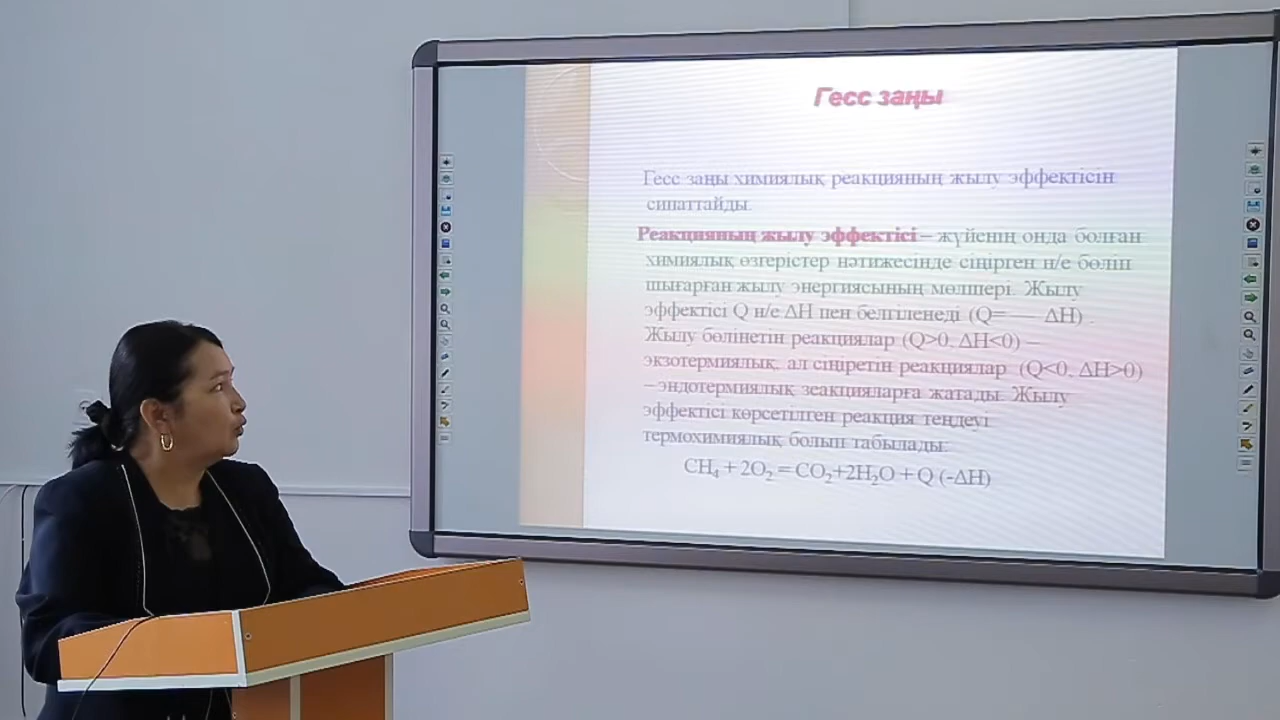 Гесс заңы
Гесс заңы химиялық реакцияның жылу эффектісін
сипаттайды.
Реакцияның жылу эффектісі – жүйенің онда болған
химиялық өзгерістер нәтижесінде сіңірген н/е бөліп
шығарған жылу энергиясының мөлшері. Жылу
эффектісі Q н/е ΔH пен белгіленеді (Q= — ΔH) .
Жылу бөлінетін реакциялар (Q>0, ΔH<0) –
экзотермиялық, ал сіңіретін реакциялар (Q<0, ΔH>0)
–эндотермиялық зеакцияларға жатады. Жылу
эффектісі көрсетілген реакция теңдеуі
термохимиялық болып табылады:
CH₄ + 2O₂ = CO₂+2H₂O + Q (-ΔH)